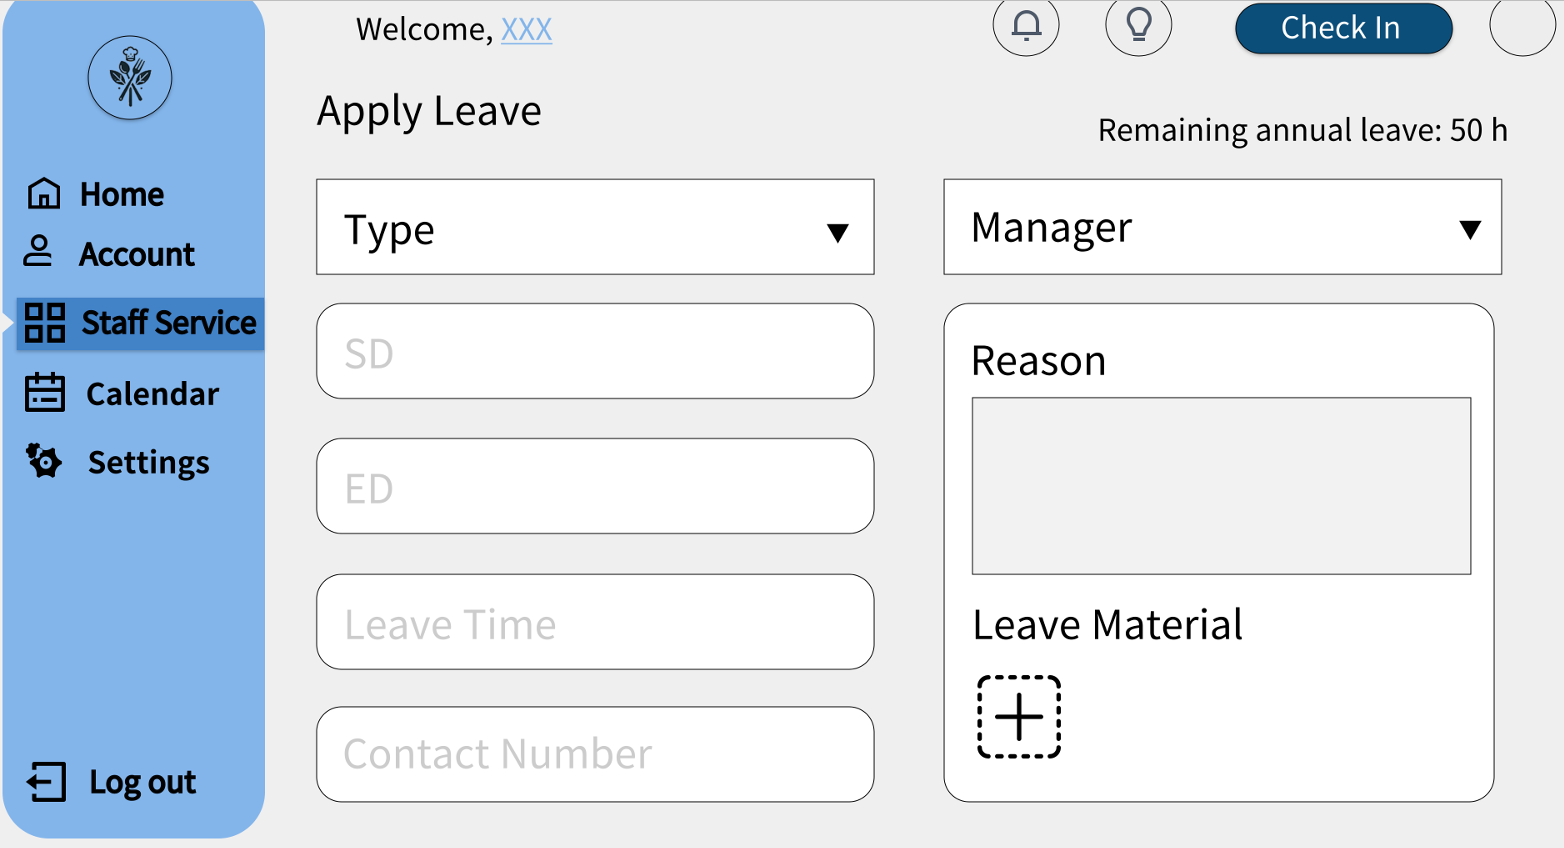 Welcome, XXX
Check In
Apply Leave
Remaining annual leave: 50 h
Home
Account
Staff Service
Calendar
Settings
Log out
Type
SD
ED
Leave Time
Contact Number
Manager
Reason
Leave Material